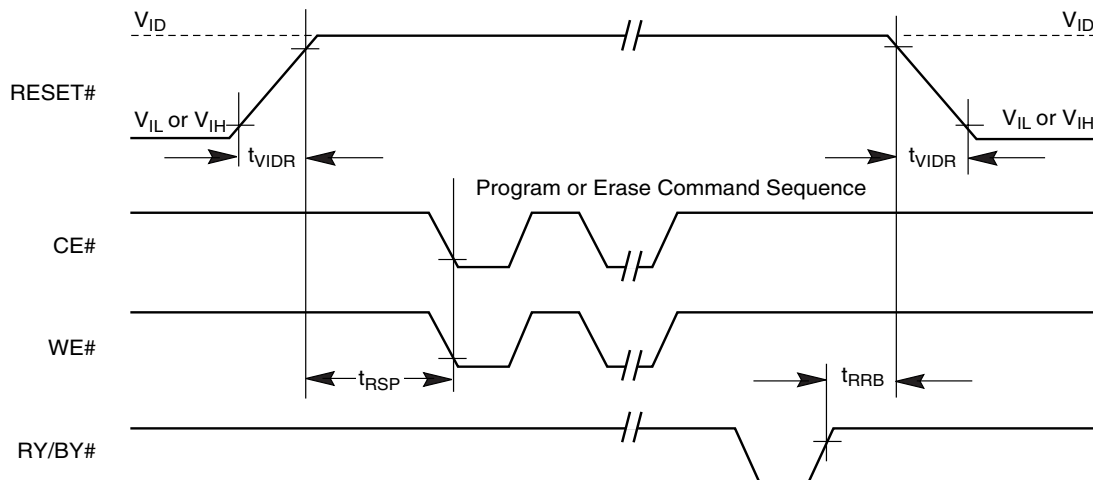 VID VID
RESET#
VIL or VIH VIL or VIH
tVIDR tVIDR
Program or Erase Command Sequence
CE#
WE#
tRSP tRRB
RY/BY#